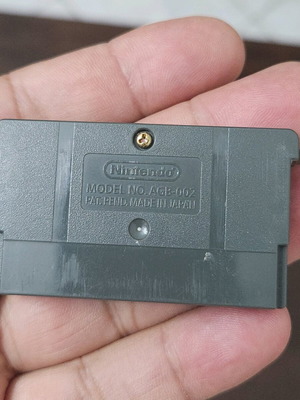 Nintendo
MODEL NO. AGB-002
PAT. PEND. MADE IN JAPAN